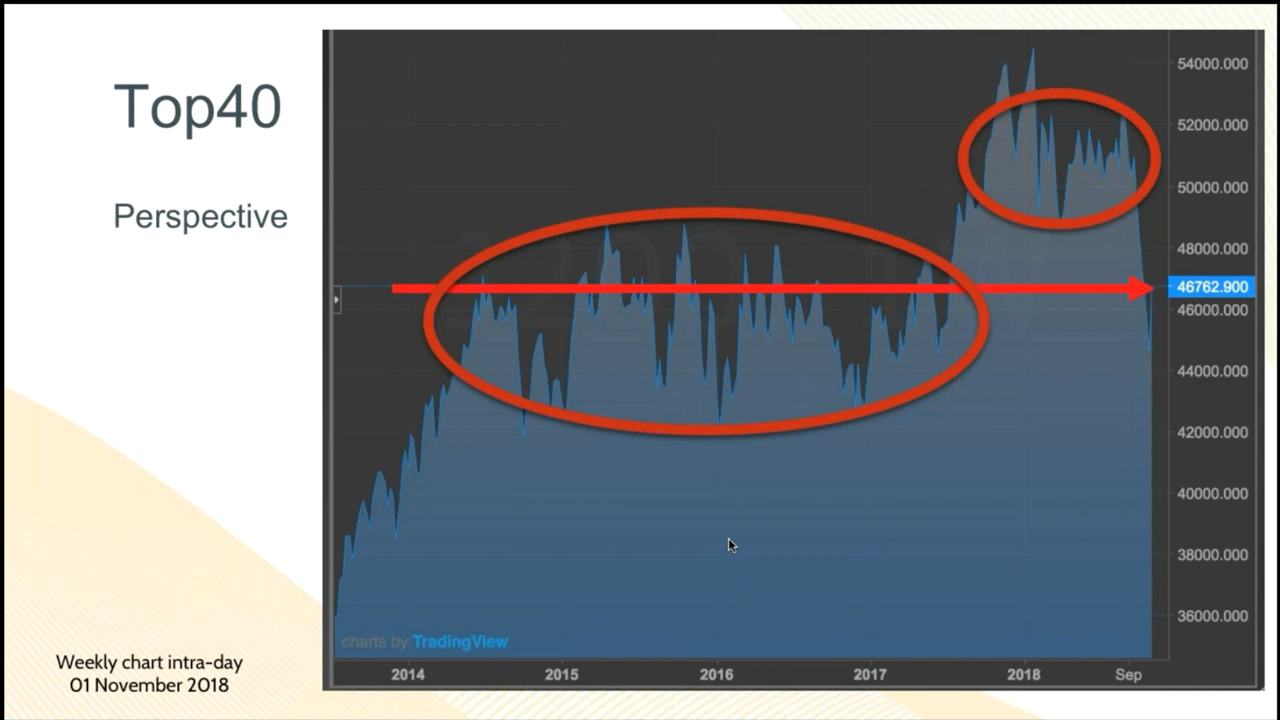 Top40
Perspective
54000.000
52000.000
50000.000
48000.000
46762.900
46000.000
44000.000
42000.000
40000.000
38000.000
36000.000
charts by TradingView
2014 2015 2016 2017 2018 Sep
Weekly chart intra-day
01 November 2018